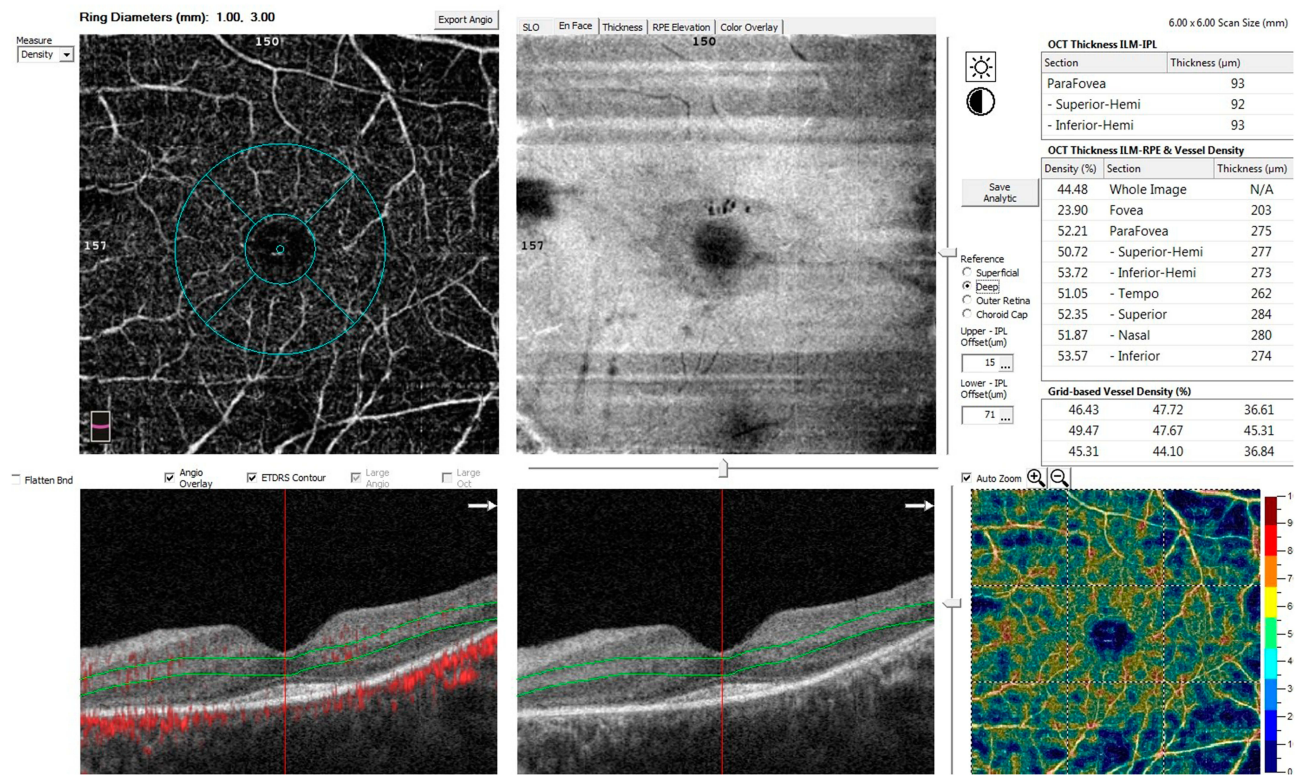 Ring Diameters (mm): 1.00, 3.00
Export Angio
Measure
Density
150
157
SLO En Face Thickness RPE Elevation Color Overlay
150
157
6.00 x 6.00 Scan Size (mm)
OCT Thickness ILM-IPL
Section Thickness (µm)
ParaFovea 93
- Superior-Hemi 92
- Inferior-Hemi 93
OCT Thickness ILM-RPE & Vessel Density
Density (%) Section Thickness (µm)
44.48 Whole Image N/A
23.90 Fovea 203
52.21 ParaFovea 275
50.72 - Superior-Hemi 277
53.72 - Inferior-Hemi 273
51.05 - Tempo 262
52.35 - Superior 284
51.87 - Nasal 280
53.57 - Inferior 274
Grid-based Vessel Density (%)
46.43 47.72 36.61
49.47 47.67 45.31
45.31 44.10 36.84
Save
Analytic
Reference
Superficial
Deep
Outer Retina
Choroid Cap
Upper - IPL
Offset(um)
15 ...
Lower - IPL
Offset(um)
71 ...
Flatten Bnd
Angio
Overlay
ETDRS Contour
Large
Angio
Large
Oct
Auto Zoom
9
8
7
6
5
4
3
2
1
0